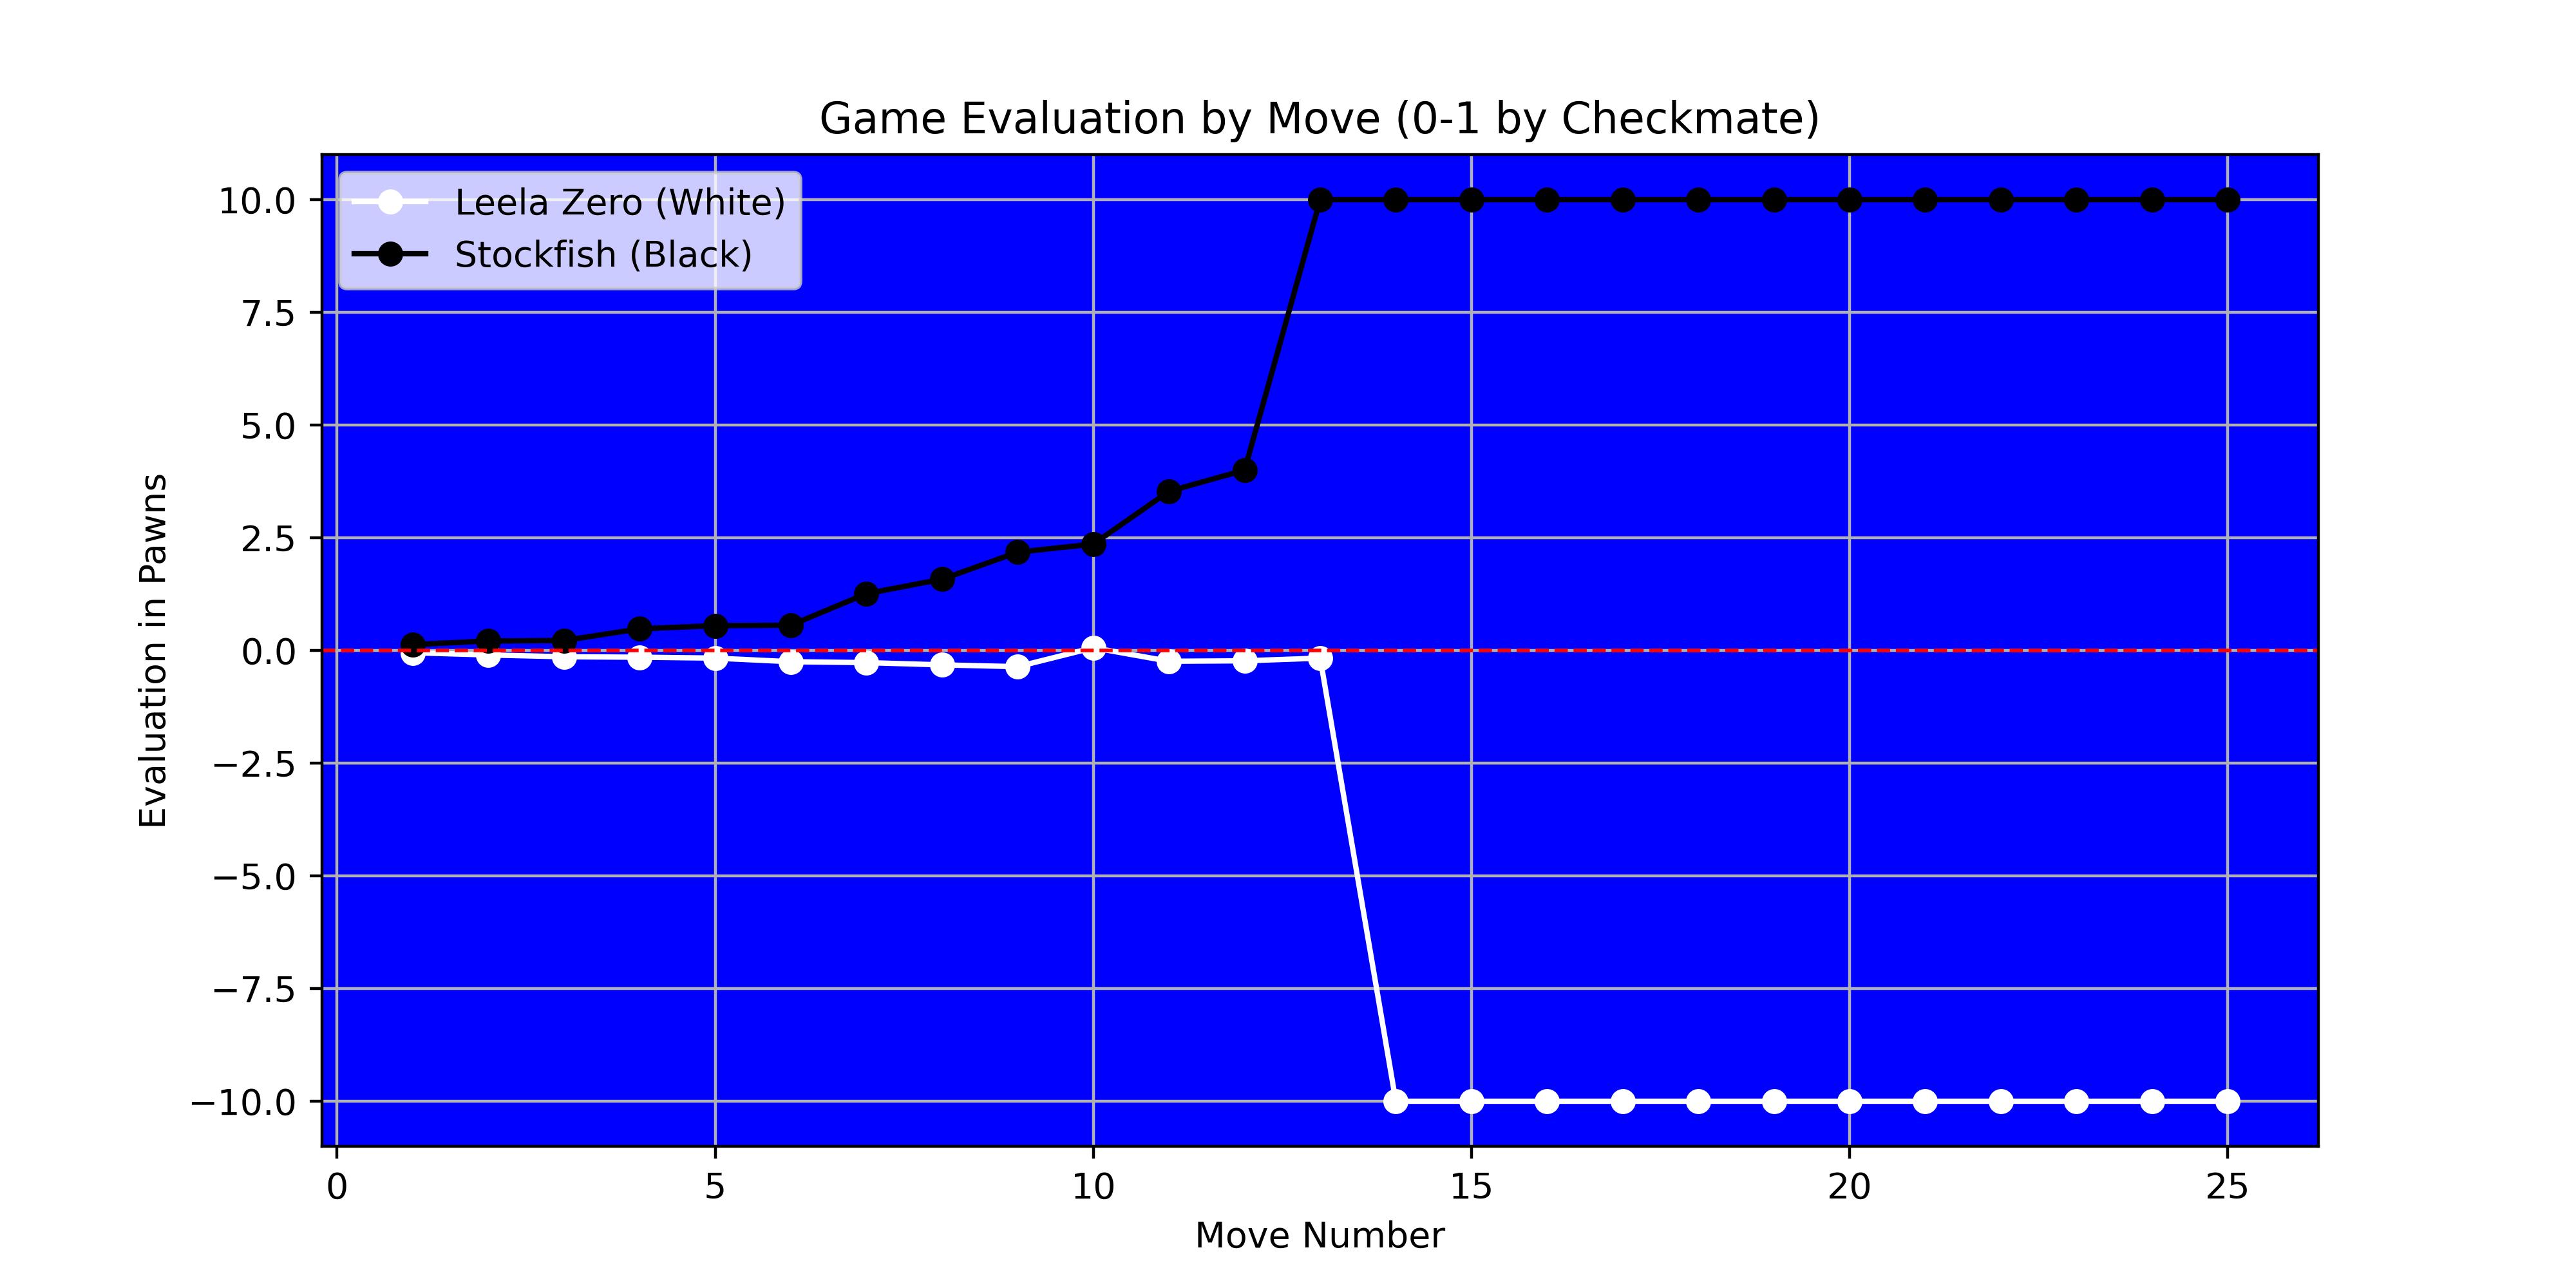 Game Evaluation by Move (0-1 by Checkmate)
Leela Zero (White)
Stockfish (Black)
Evaluation in Pawns
10.0
7.5
5.0
2.5
0.0
−2.5
−5.0
−7.5
−10.0
0 5 10 15 20 25
Move Number